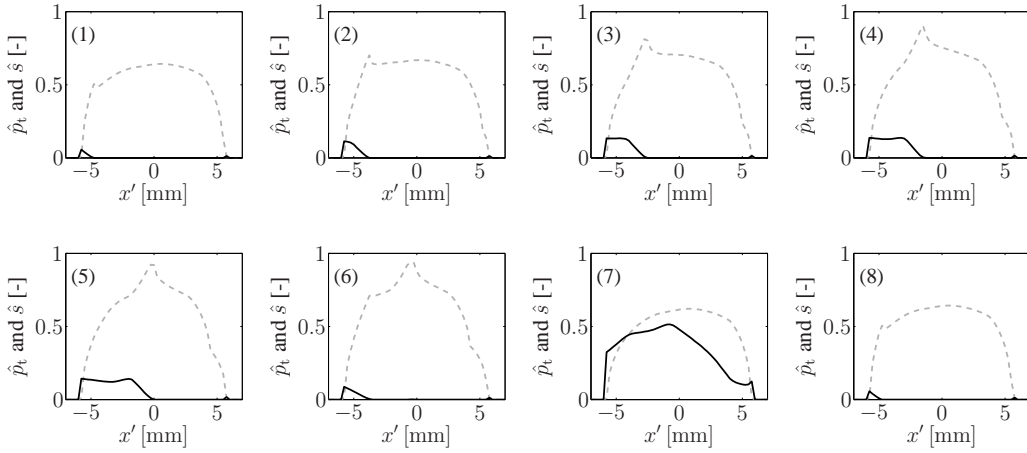 (1) (2) (3) (4)
p̂t and ŝ [-] p̂t and ŝ [-] p̂t and ŝ [-] p̂t and ŝ [-]
1 1 1 1
0.5 0.5 0.5 0.5
0 0 0 0
−5 0 5 −5 0 5 −5 0 5 −5 0 5
x′ [mm] x′ [mm] x′ [mm] x′ [mm]
(5) (6) (7) (8)
p̂t and ŝ [-] p̂t and ŝ [-] p̂t and ŝ [-] p̂t and ŝ [-]
1 1 1 1
0.5 0.5 0.5 0.5
0 0 0 0
−5 0 5 −5 0 5 −5 0 5 −5 0 5
x′ [mm] x′ [mm] x′ [mm] x′ [mm]